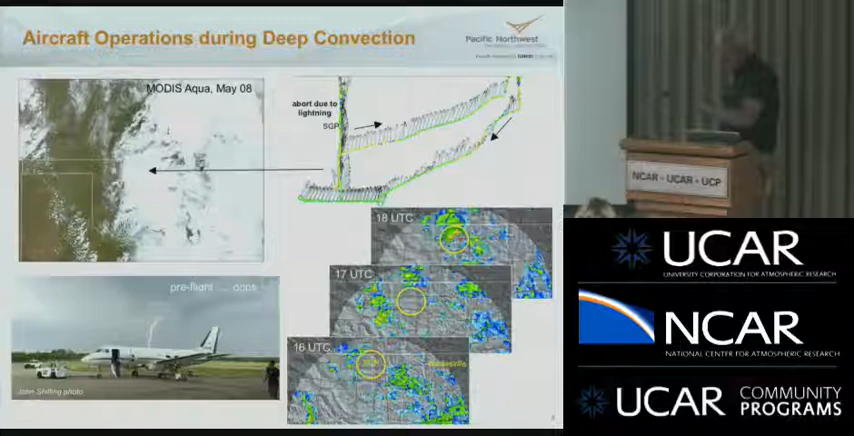 Aircraft Operations during Deep Convection
Pacific Northwest
MODIS Aqua, May 08
abort due to
lightning
SGP
18 UTC
17 UTC
16 UTC
pre-flight .... oops
John Shilling photo
NCAR - UCAR - UCP
UCAR
UNIVERSITY CORPORATION FOR ATMOSPHERIC RESEARCH
NCAR
NATIONAL CENTER FOR ATMOSPHERIC RESEARCH
UCAR COMMUNITY
PROGRAMS